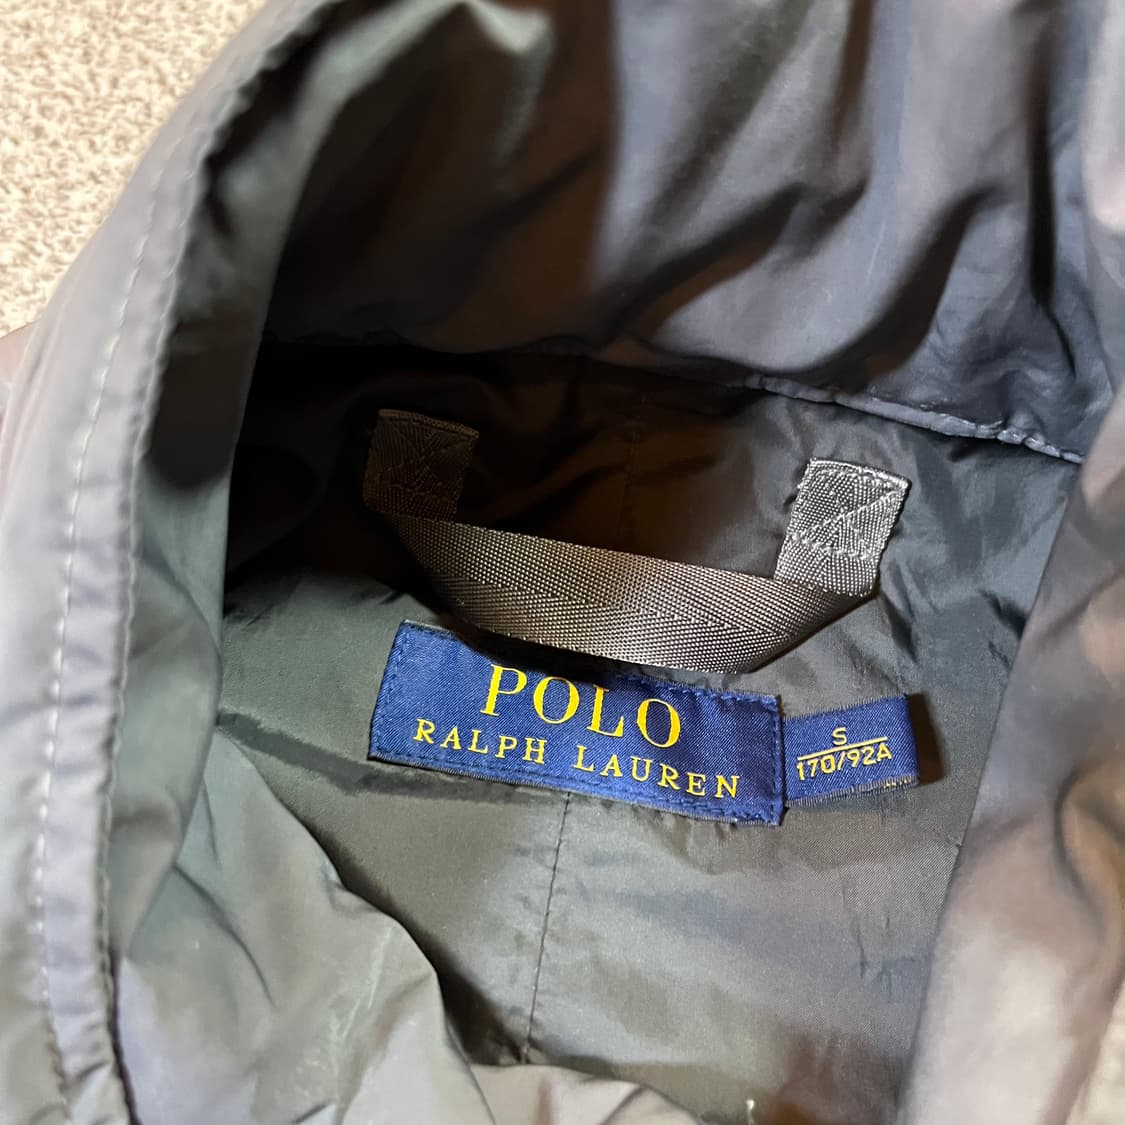 POLO
RALPH LAUREN
S
170/92A